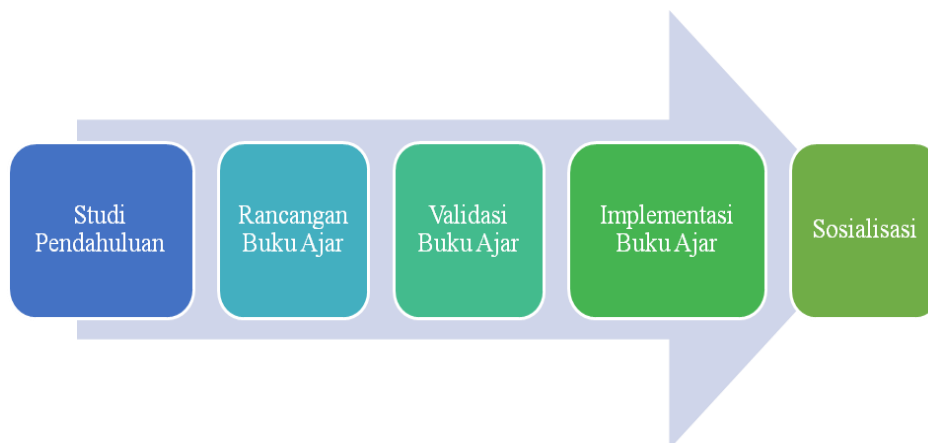 Studi
Pendahuluan
Rancangan
Buku Ajar
Validasi
Buku Ajar
Implementasi
Buku Ajar
Sosialisasi